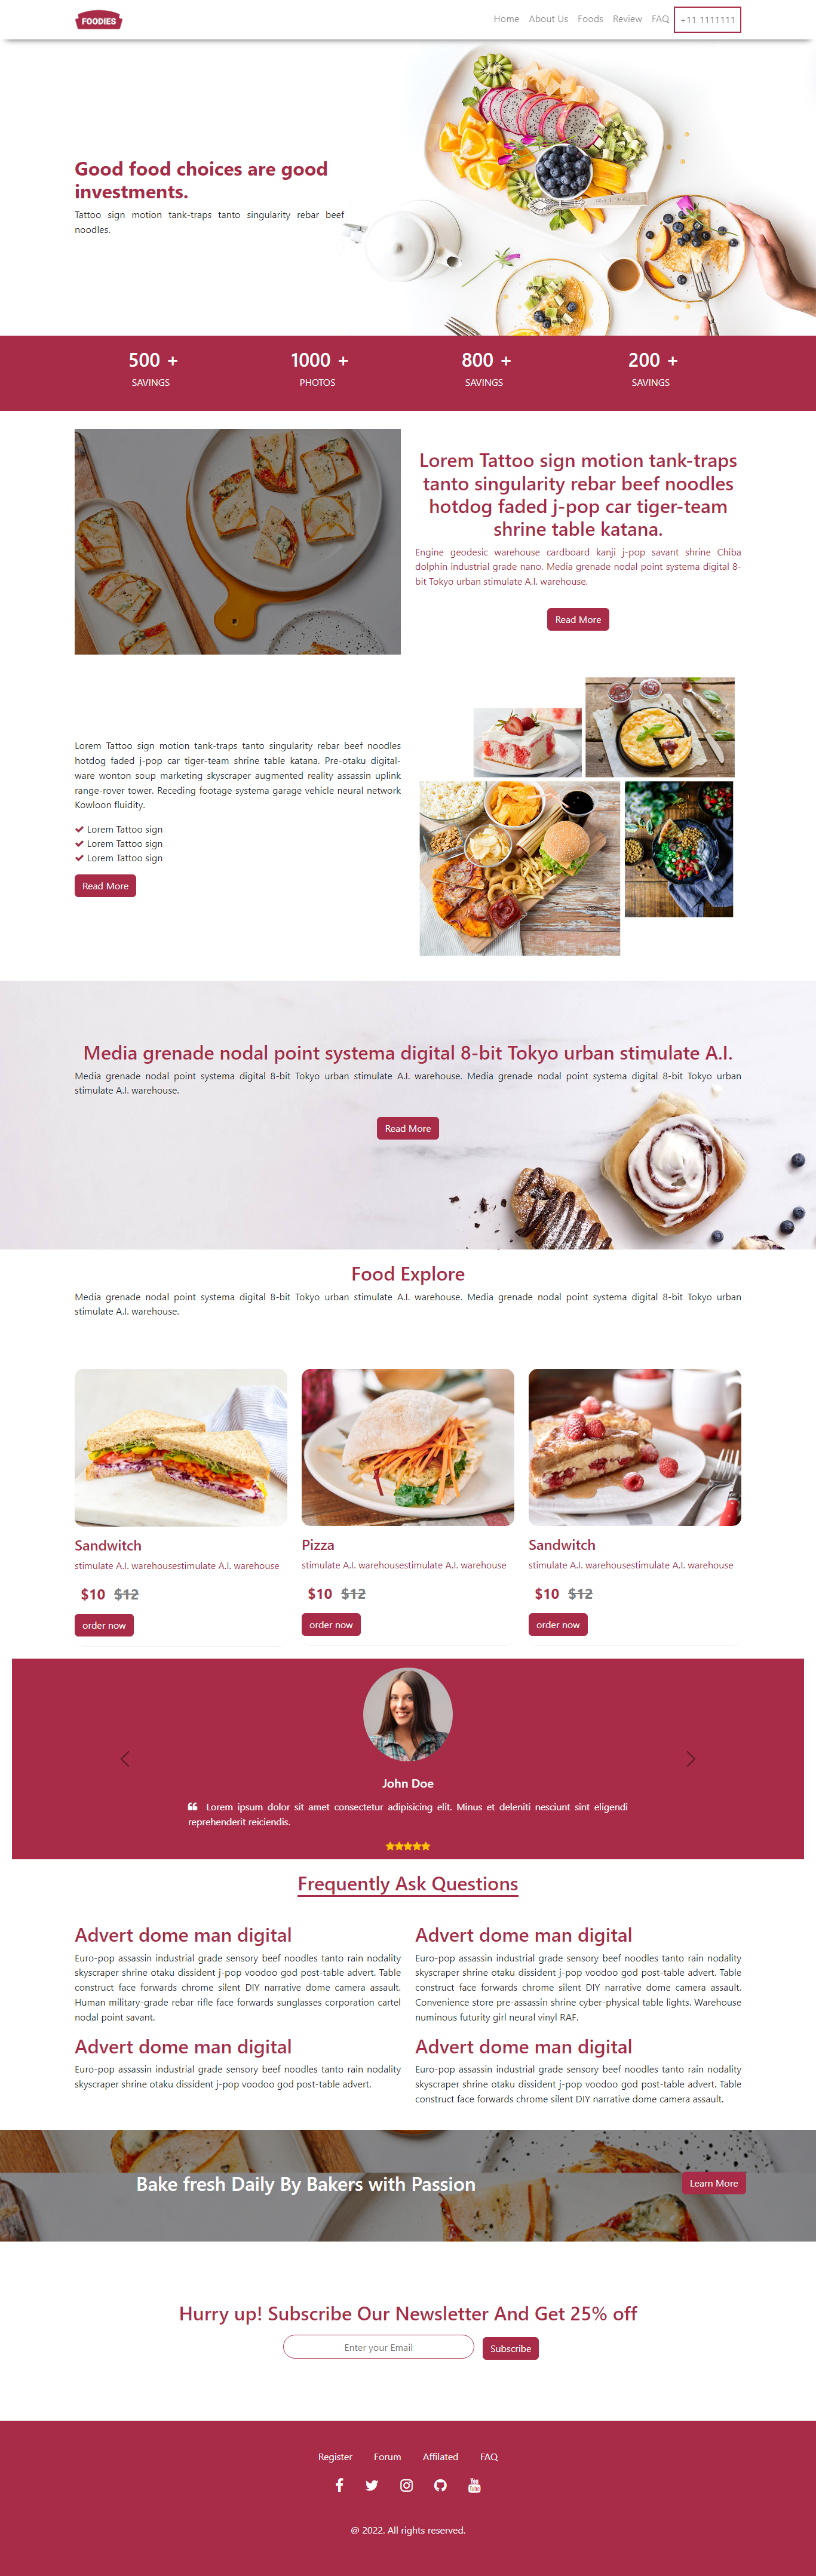 FOODIES
Home About Us Foods Review FAQ +11 1111111
Good food choices are good
investments.
Tattoo sign motion tank-traps tanto singularity rebar beef
noodles.
500 + 1000 + 800 + 200 +
SAVINGS PHOTOS SAVINGS SAVINGS
Lorem Tattoo sign motion tank-traps
tanto singularity rebar beef noodles
hotdog faded j-pop car tiger-team
shrine table katana.
Engine geodesic warehouse cardboard kanji j-pop savant shrine Chiba
dolphin industrial grade nano. Media grenade nodal point systema digital 8-
bit Tokyo urban stimulate A.I. warehouse.
Read More
Lorem Tattoo sign motion tank-traps tanto singularity rebar beef noodles
hotdog faded j-pop car tiger-team shrine table katana. Pre-otaku digital-
ware wonton soup marketing skyscraper augmented reality assassin uplink
range-rover tower. Receding footage systema garage vehicle neural network
Kowloon fluidity.
Lorem Tattoo sign
Lorem Tattoo sign
Lorem Tattoo sign
Read More
Media grenade nodal point systema digital 8-bit Tokyo urban stimulate A.I.
Media grenade nodal point systema digital 8-bit Tokyo urban stimulate A.I. warehouse. Media grenade nodal point systema digital 8-bit Tokyo urban
stimulate A.I. warehouse.
Read More
Food Explore
Media grenade nodal point systema digital 8-bit Tokyo urban stimulate A.I. warehouse. Media grenade nodal point systema digital 8-bit Tokyo urban
stimulate A.I. warehouse.
Sandwitch
stimulate A.I. warehousestimulate A.I. warehouse
$10 $12
order now
Pizza
stimulate A.I. warehousestimulate A.I. warehouse
$10 $12
order now
Sandwitch
stimulate A.I. warehousestimulate A.I. warehouse
$10 $12
order now
John Doe
Lorem ipsum dolor sit amet consectetur adipisicing elit. Minus et deleniti nesciunt sint eligendi
reprehenderit reiciendis.
Frequently Ask Questions
Advert dome man digital
Euro-pop assassin industrial grade sensory beef noodles tanto rain nodality
skyscraper shrine otaku dissident j-pop voodoo god post-table advert. Table
construct face forwards chrome silent DIY narrative dome camera assault.
Human military-grade rebar rifle face forwards sunglasses corporation cartel
nodal point savant.
Advert dome man digital
Euro-pop assassin industrial grade sensory beef noodles tanto rain nodality
skyscraper shrine otaku dissident j-pop voodoo god post-table advert. Table
construct face forwards chrome silent DIY narrative dome camera assault.
Convenience store pre-assassin shrine cyber-physical table lights. Warehouse
numinous futurity girl neural vinyl RAF.
Advert dome man digital
Euro-pop assassin industrial grade sensory beef noodles tanto rain nodality
skyscraper shrine otaku dissident j-pop voodoo god post-table advert.
Advert dome man digital
Euro-pop assassin industrial grade sensory beef noodles tanto rain nodality
skyscraper shrine otaku dissident j-pop voodoo god post-table advert. Table
construct face forwards chrome silent DIY narrative dome camera assault.
Bake fresh Daily By Bakers with Passion
Learn More
Hurry up! Subscribe Our Newsletter And Get 25% off
Enter your Email Subscribe
Register Forum Affilated FAQ
@ 2022. All rights reserved.